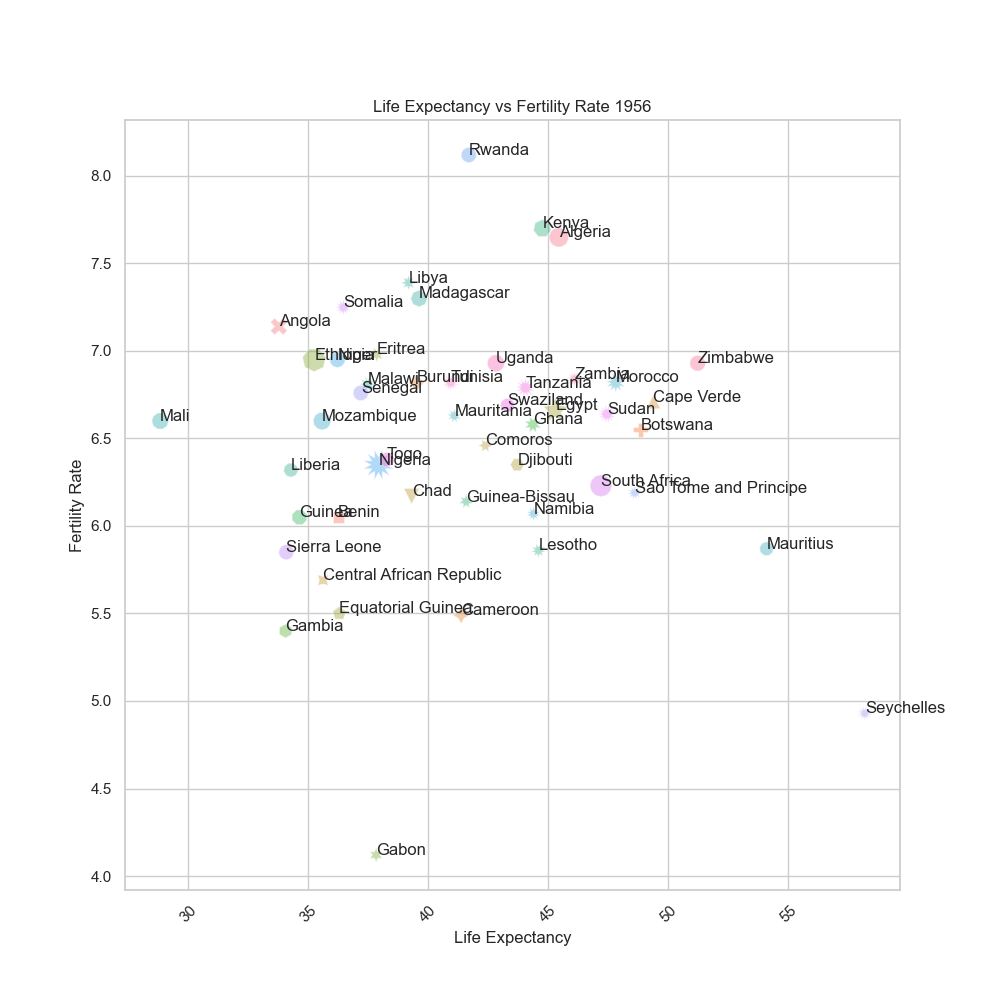 Life Expectancy vs Fertility Rate 1956
Rwanda
8.0
Kenya
Algeria
7.5
Libya
Madagascar
Somalia
Angola
Eritrea
7.0
Ethiopia
Niger
Uganda
Zimbabwe
Malawi
Burundi
Tunisia
Zambia
Morocco
Senegal
Tanzania
Cape Verde
Swaziland
Egypt
Sudan
Mali
Mozambique
Mauritania
Ghana
Botswana
6.5
Comoros
Togo
Nigeria
Djibouti
Liberia
South Africa
Sao Tome and Principe
Chad
Guinea-Bissau
Namibia
Guinea
Benin
6.0
Sierra Leone
Lesotho
Mauritius
Central African Republic
Equatorial Guinea
Cameroon
5.5
Gambia
5.0
Seychelles
4.5
Gabon
4.0
Fertility Rate
30
35
40
45
50
55
Life Expectancy